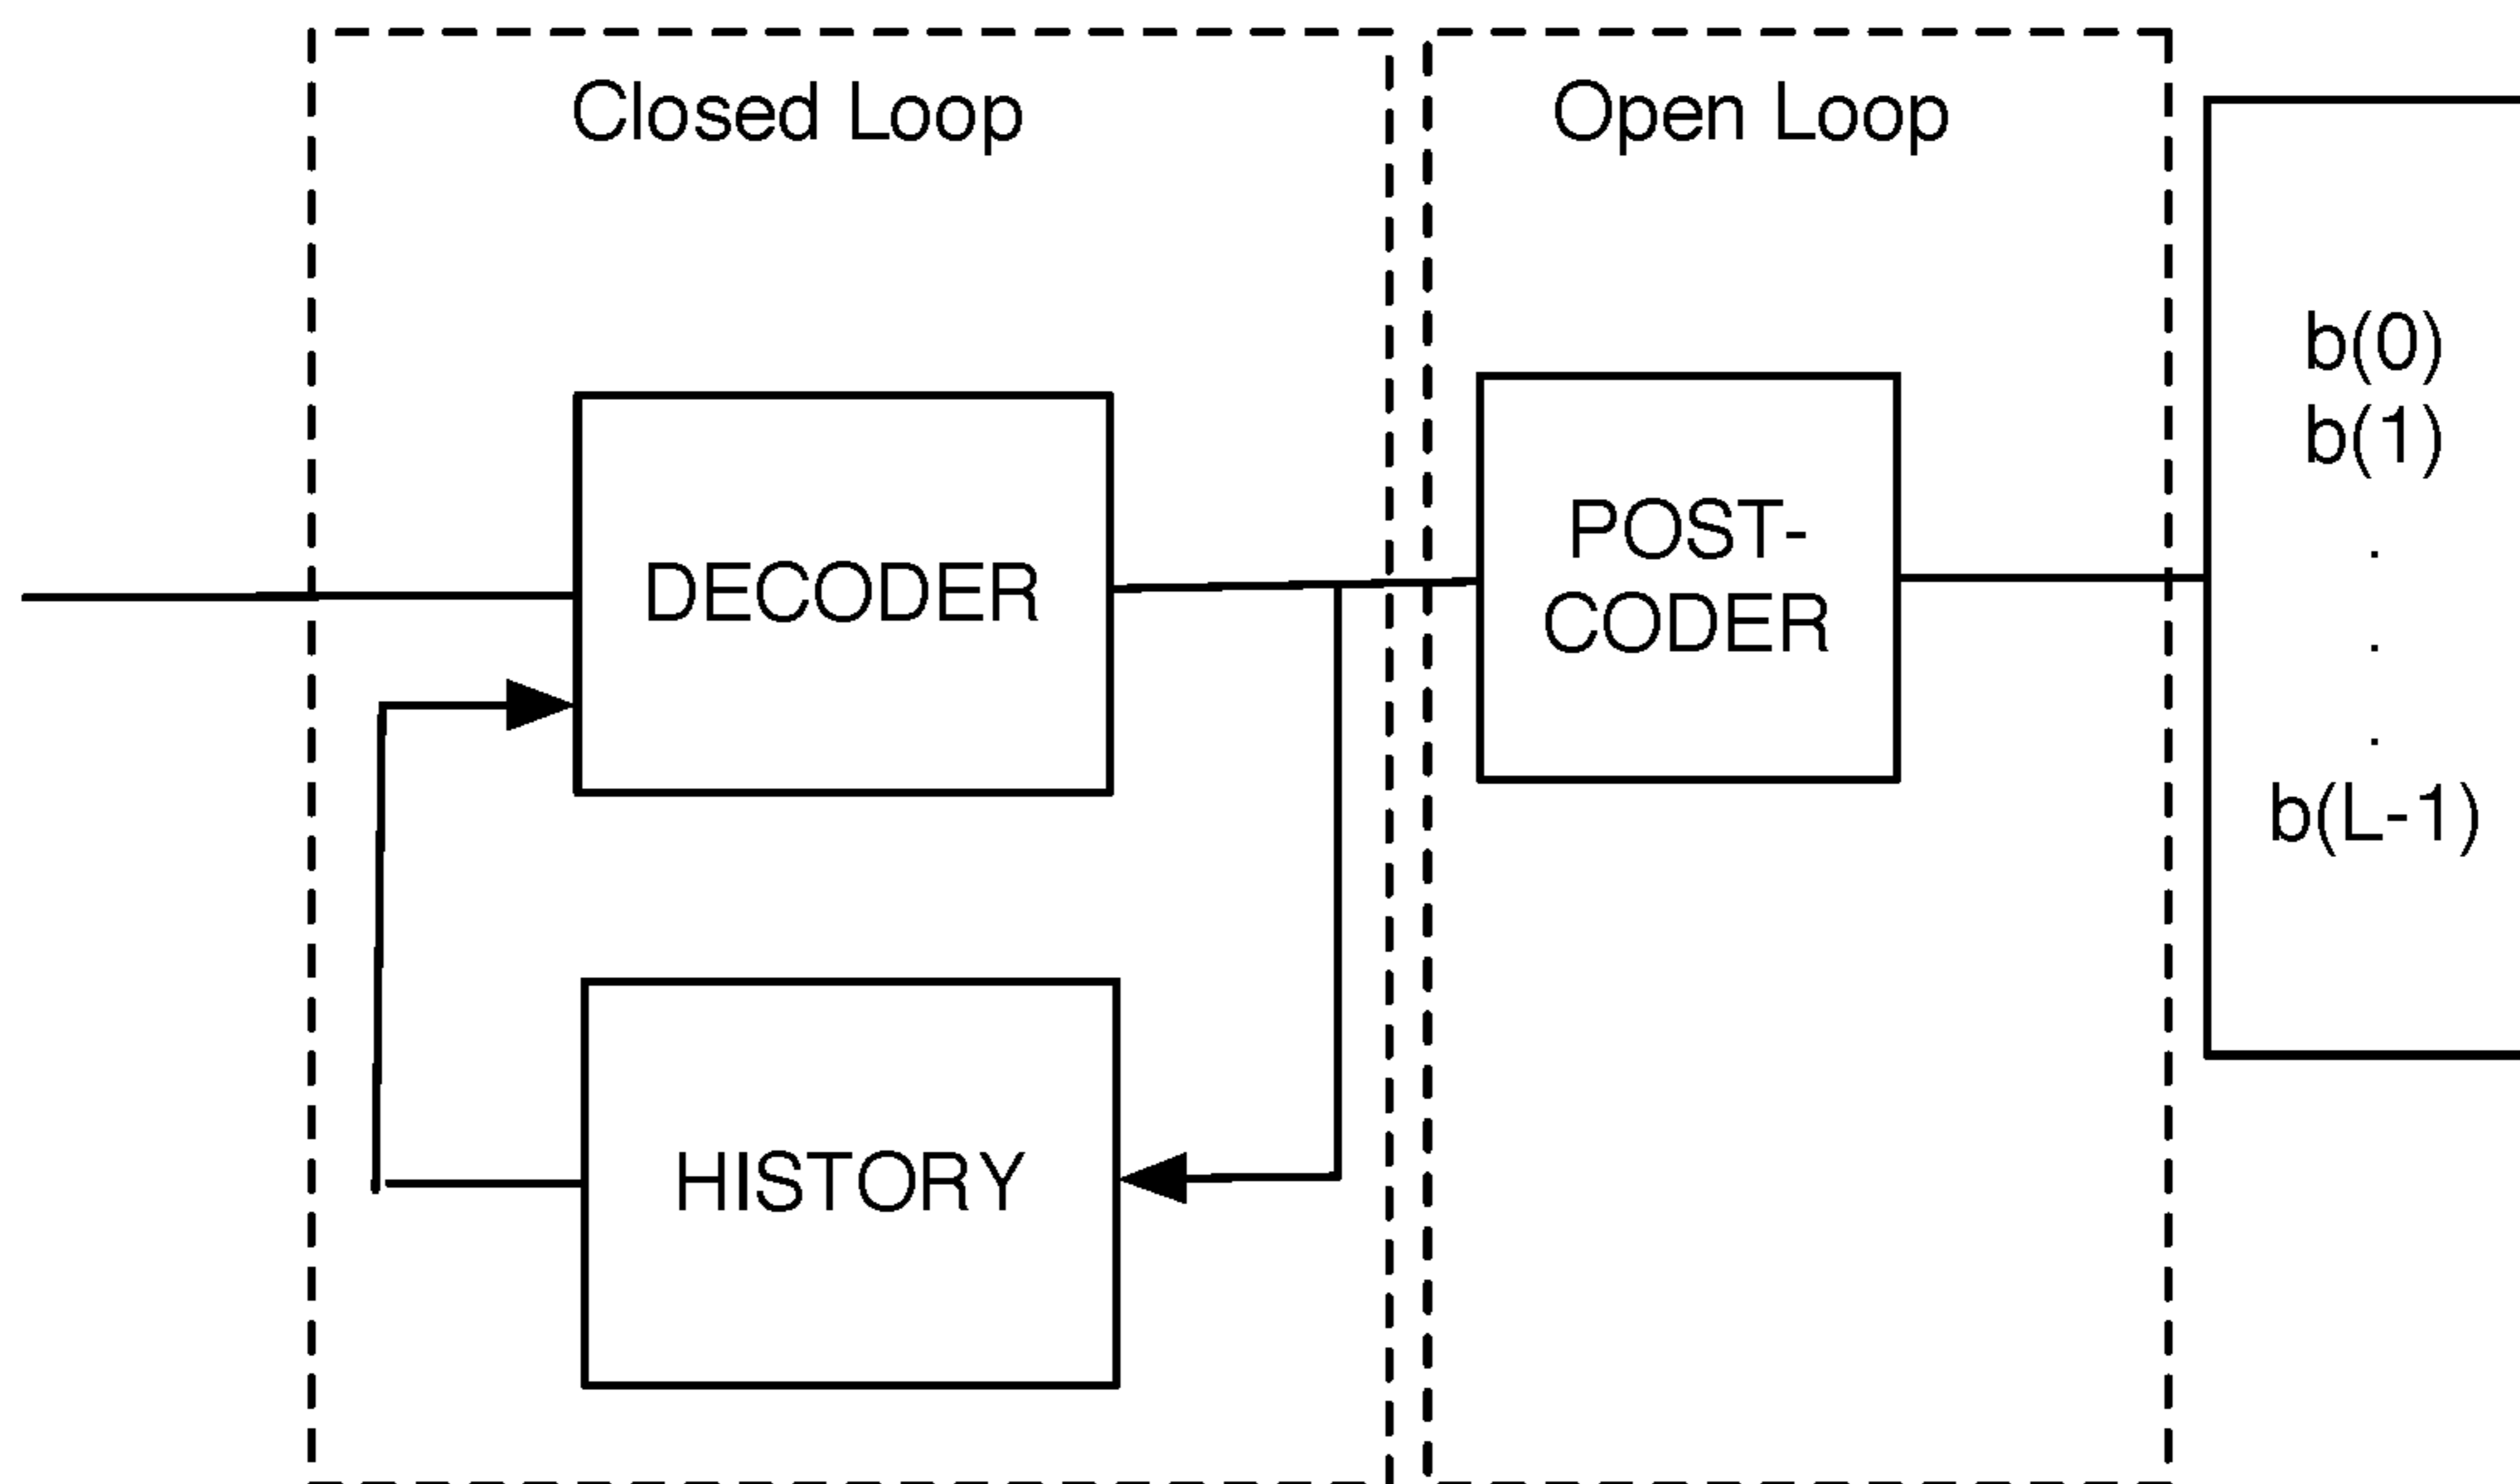 Closed Loop
Open Loop
DECODER
POST-
CODER
HISTORY
b(0)
b(1)
.
.
.
b(L-1)